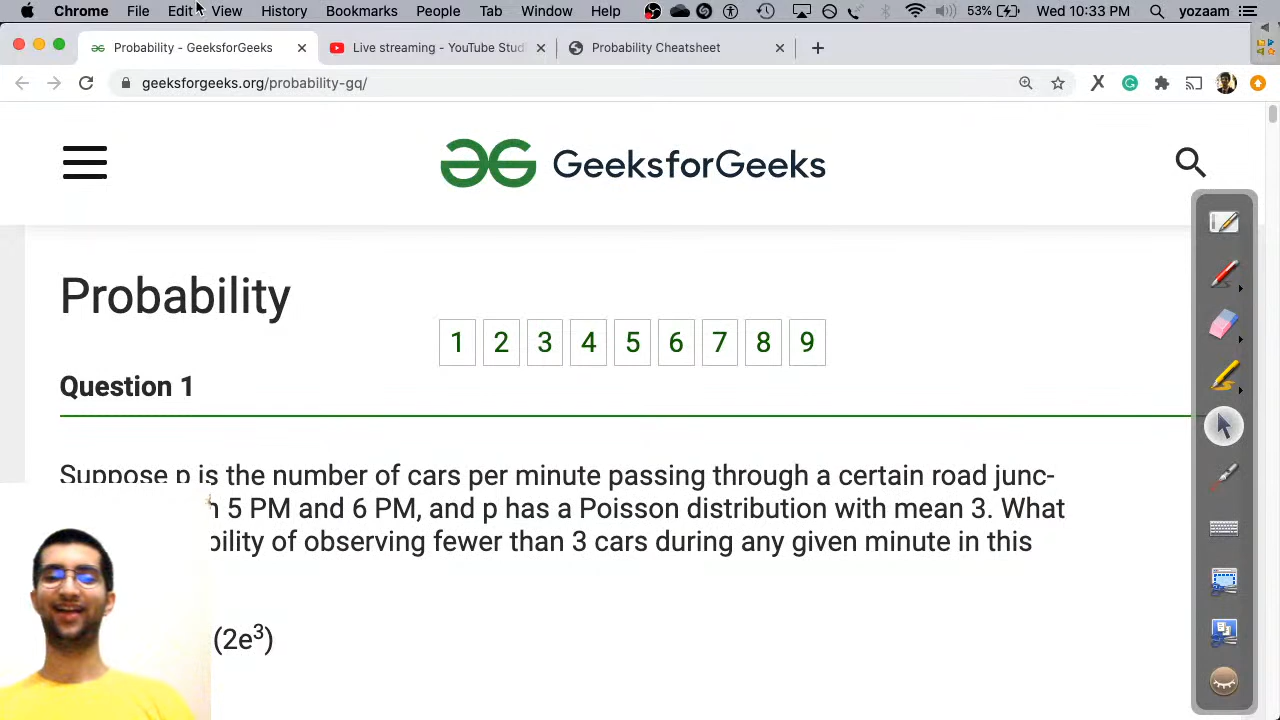 Chrome File Edit View History Bookmarks People Tab Window Help 53% Wed 10:33 PM yozaam
Probability - GeeksforGeeks Live streaming - YouTube Stud Probability Cheatsheet
geeksforgeeks.org/probability-gq/
GeeksforGeeks
Probability
1 2 3 4 5 6 7 8 9
Question 1
Suppose p is the number of cars per minute passing through a certain road junc-
5 PM and 6 PM, and p has a Poisson distribution with mean 3. What
bility of observing fewer than 3 cars during any given minute in this
(2e³)